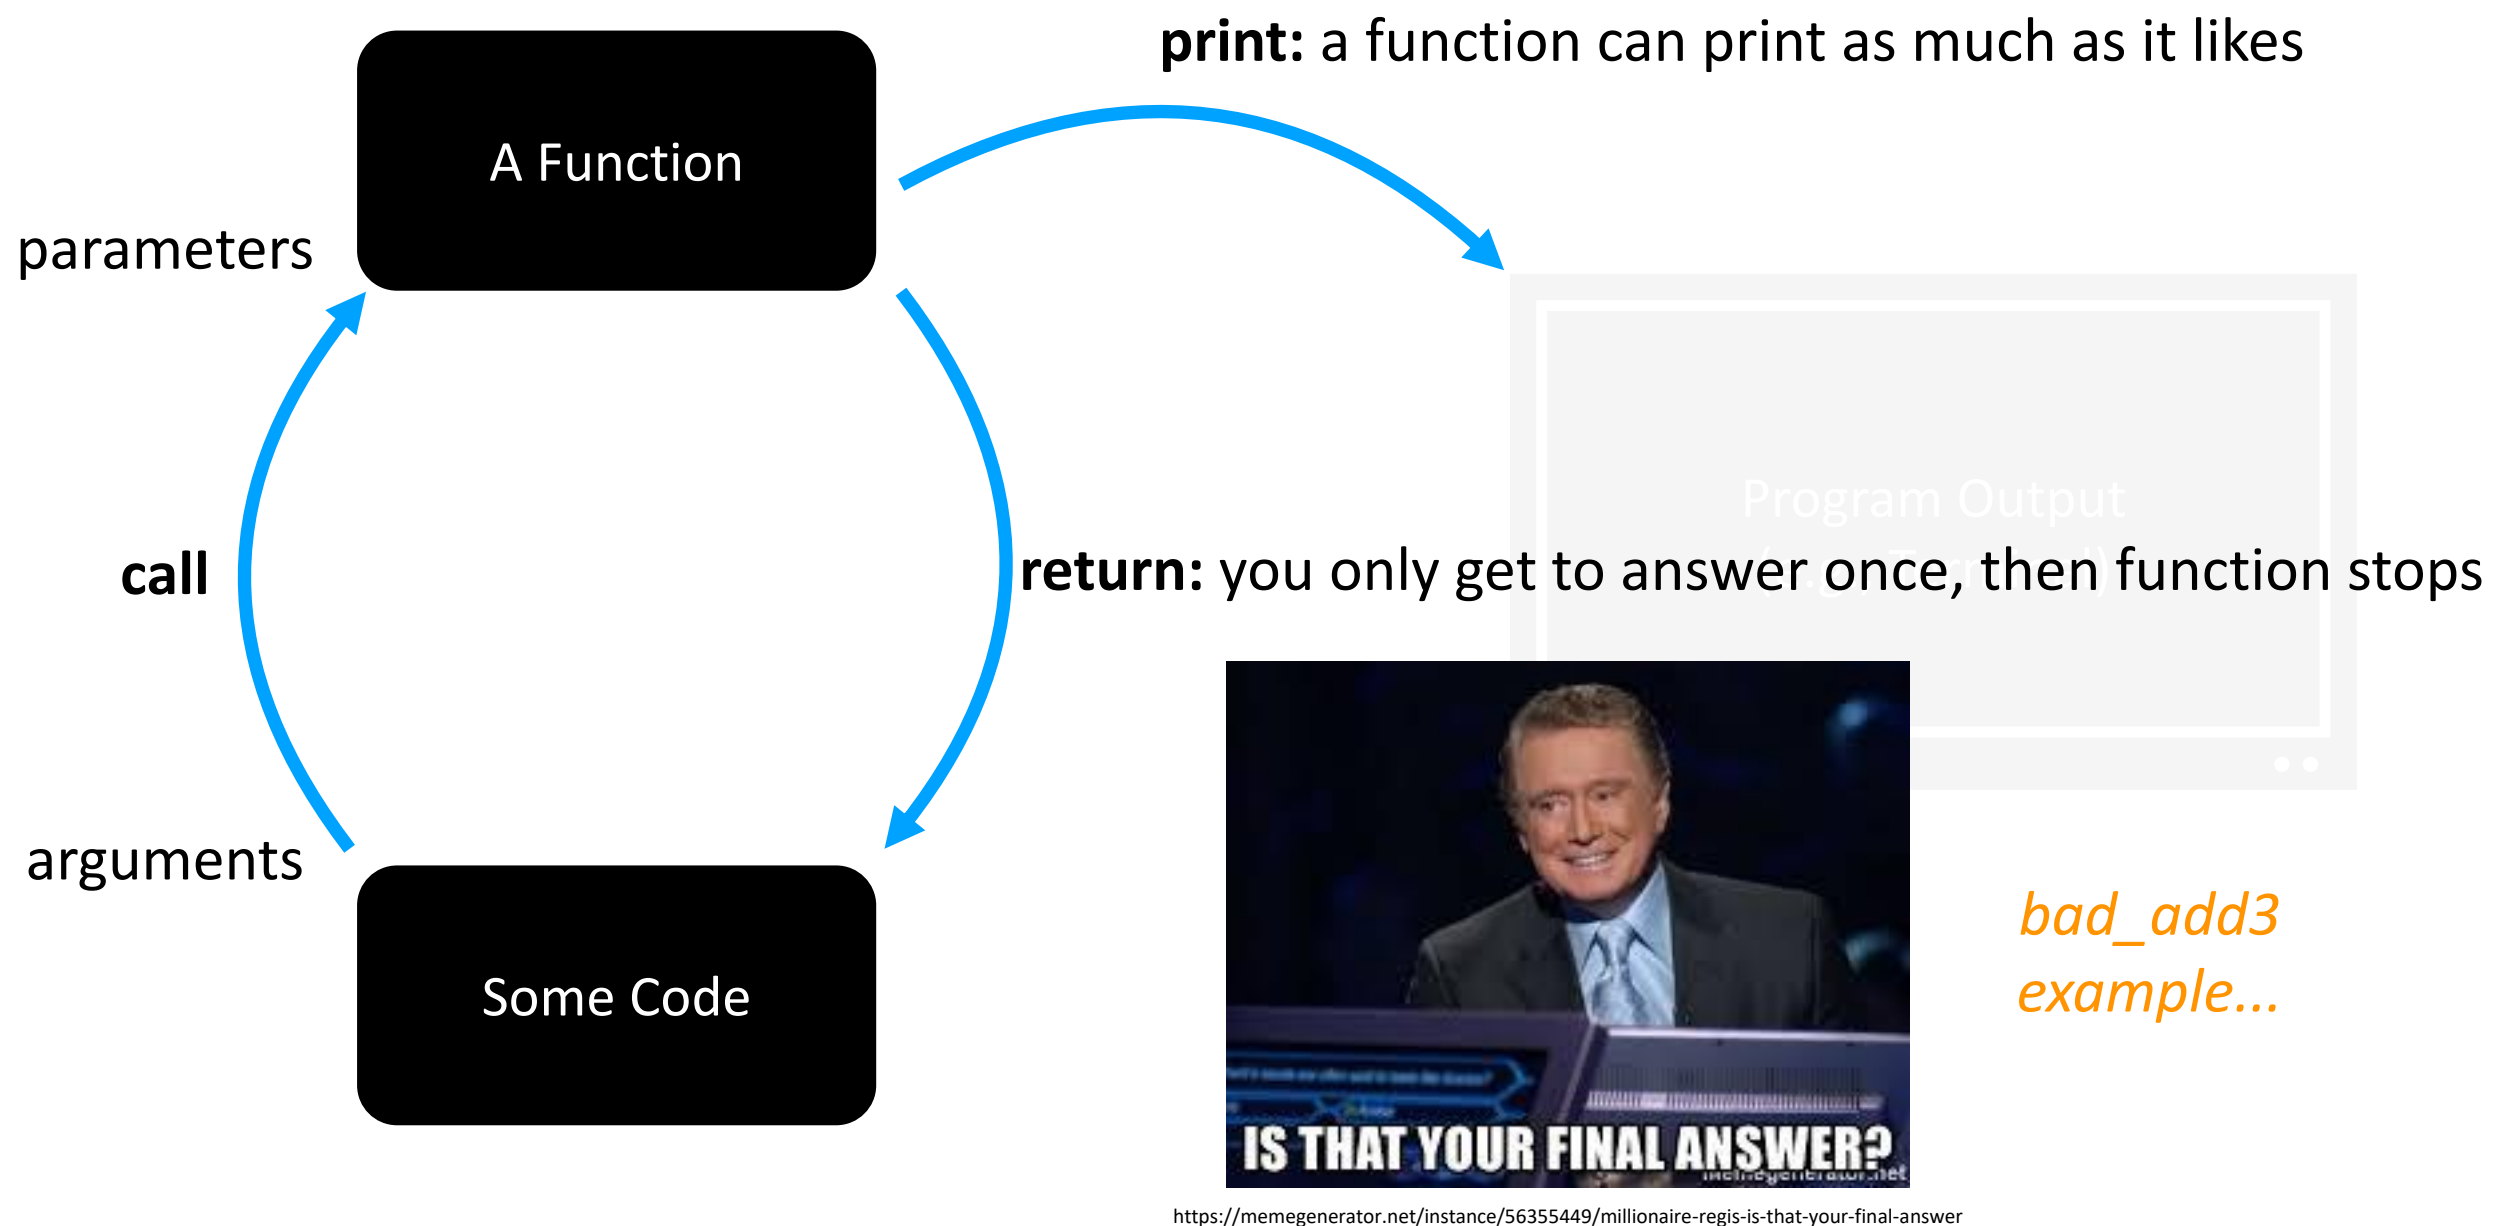 print: a function can print as much as it likes
A Function
parameters
Program Output
call
return: you only get to answer once, then function stops
arguments
bad_add3
example...
Some Code
IS THAT YOUR FINAL ANSWER?
memegenerator.net
https://memegenerator.net/instance/56355449/millionaire-regis-is-that-your-final-answer